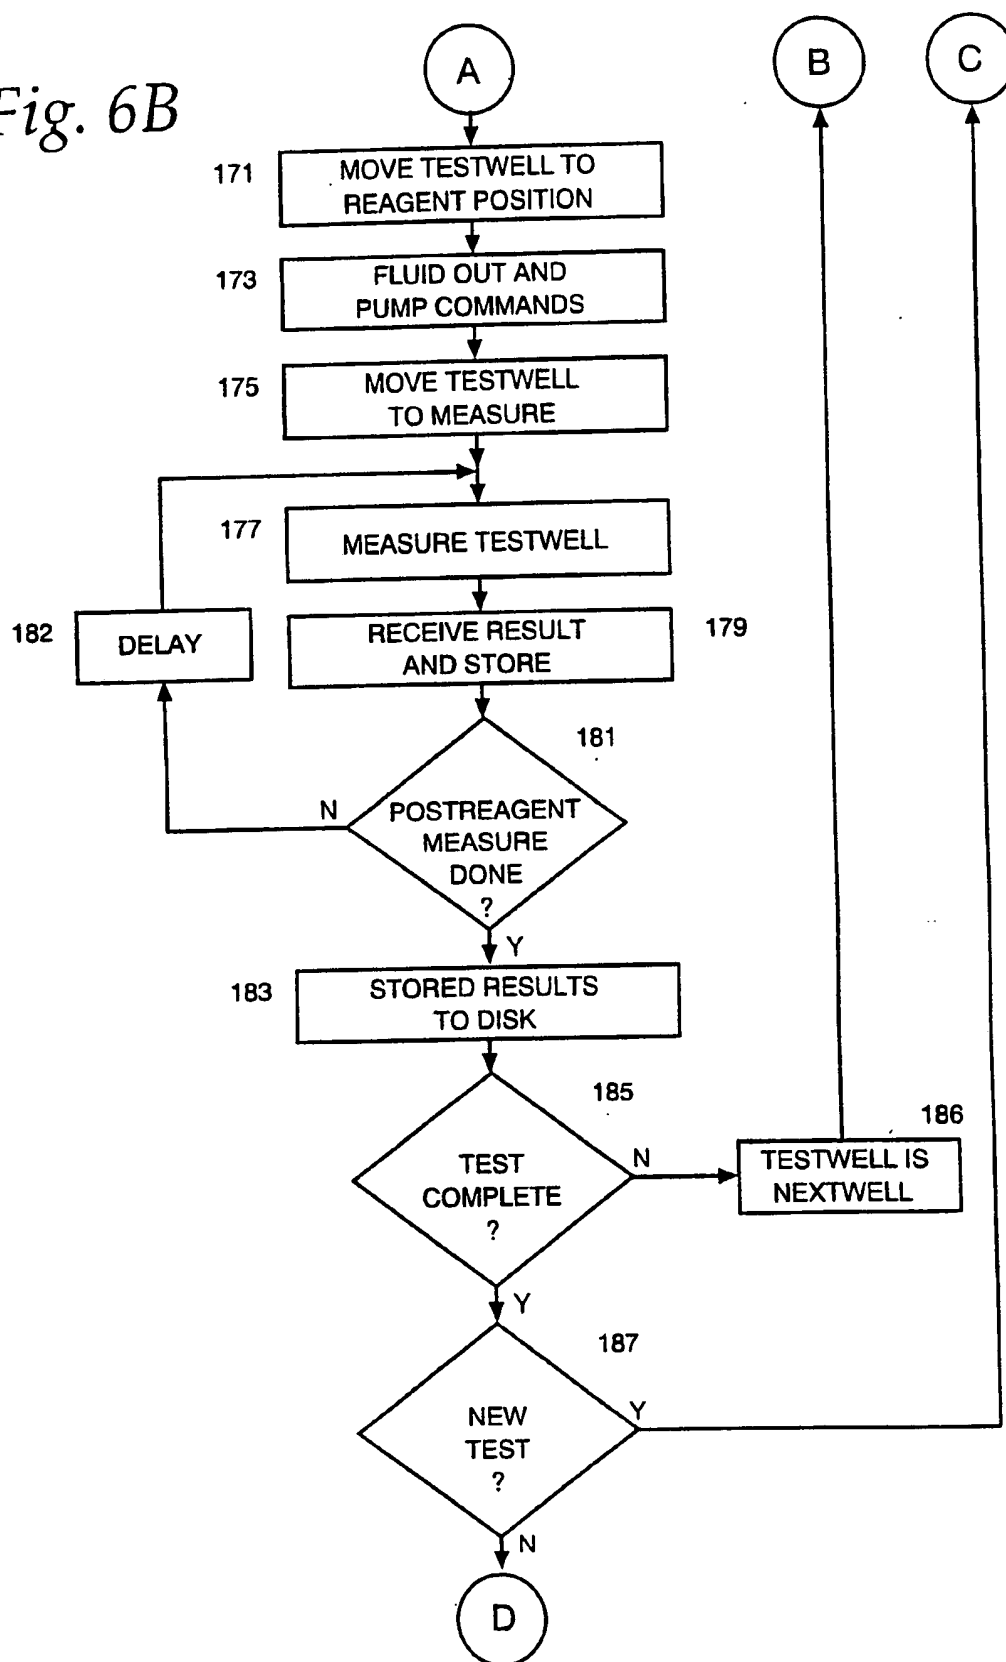 A
B
C
Fig. 6B
171
MOVE TESTWELL TO
REAGENT POSITION
173
FLUID OUT AND
PUMP COMMANDS
175
MOVE TESTWELL
TO MEASURE
177
MEASURE TESTWELL
182
DELAY
RECEIVE RESULT
AND STORE
179
181
N
POSTREAGENT
MEASURE
DONE
?
Y
183
STORED RESULTS
TO DISK
185
TEST
COMPLETE
?
N
186
TESTWELL IS
NEXTWELL
Y
187
NEW
TEST
?
Y
N
D